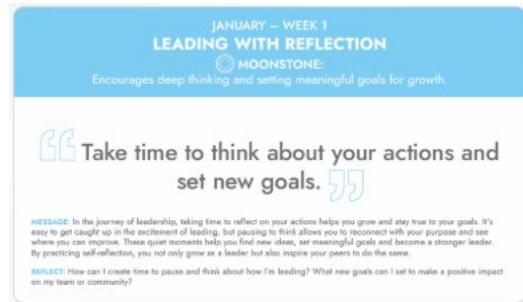 JANUARY – WEEK 1
LEADING WITH REFLECTION
MOONSTONE:
Encourages deep thinking and setting meaningful goals for growth.
“Take time to think about your actions and
set new goals.”
MESSAGE: In the journey of leadership, taking time to reflect on your actions helps you grow and stay true to your goals. It's
easy to get caught up in the excitement of leading, but pausing to think allows you to reconnect with your purpose and see
where you can improve. These quiet moments help you find new ideas, set meaningful goals and become a stronger leader.
By practicing self-reflection, you not only grow as a leader but also inspire your peers to do the same.
REFLECT: How can I create time to pause and think about how I'm leading? What new goals can I set to make a positive impact
on my team or community?